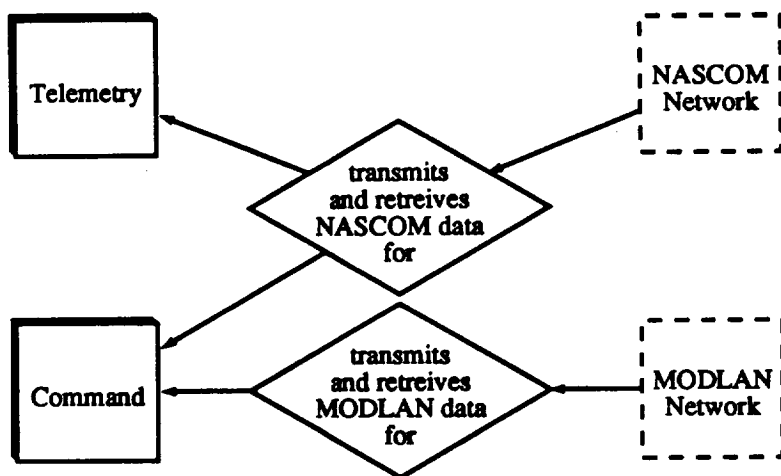 Telemetry
NASCOM
Network
transmits
and retreives
NASCOM data
for
Command
transmits
and retreives
MODLAN data
for
MODLAN
Network